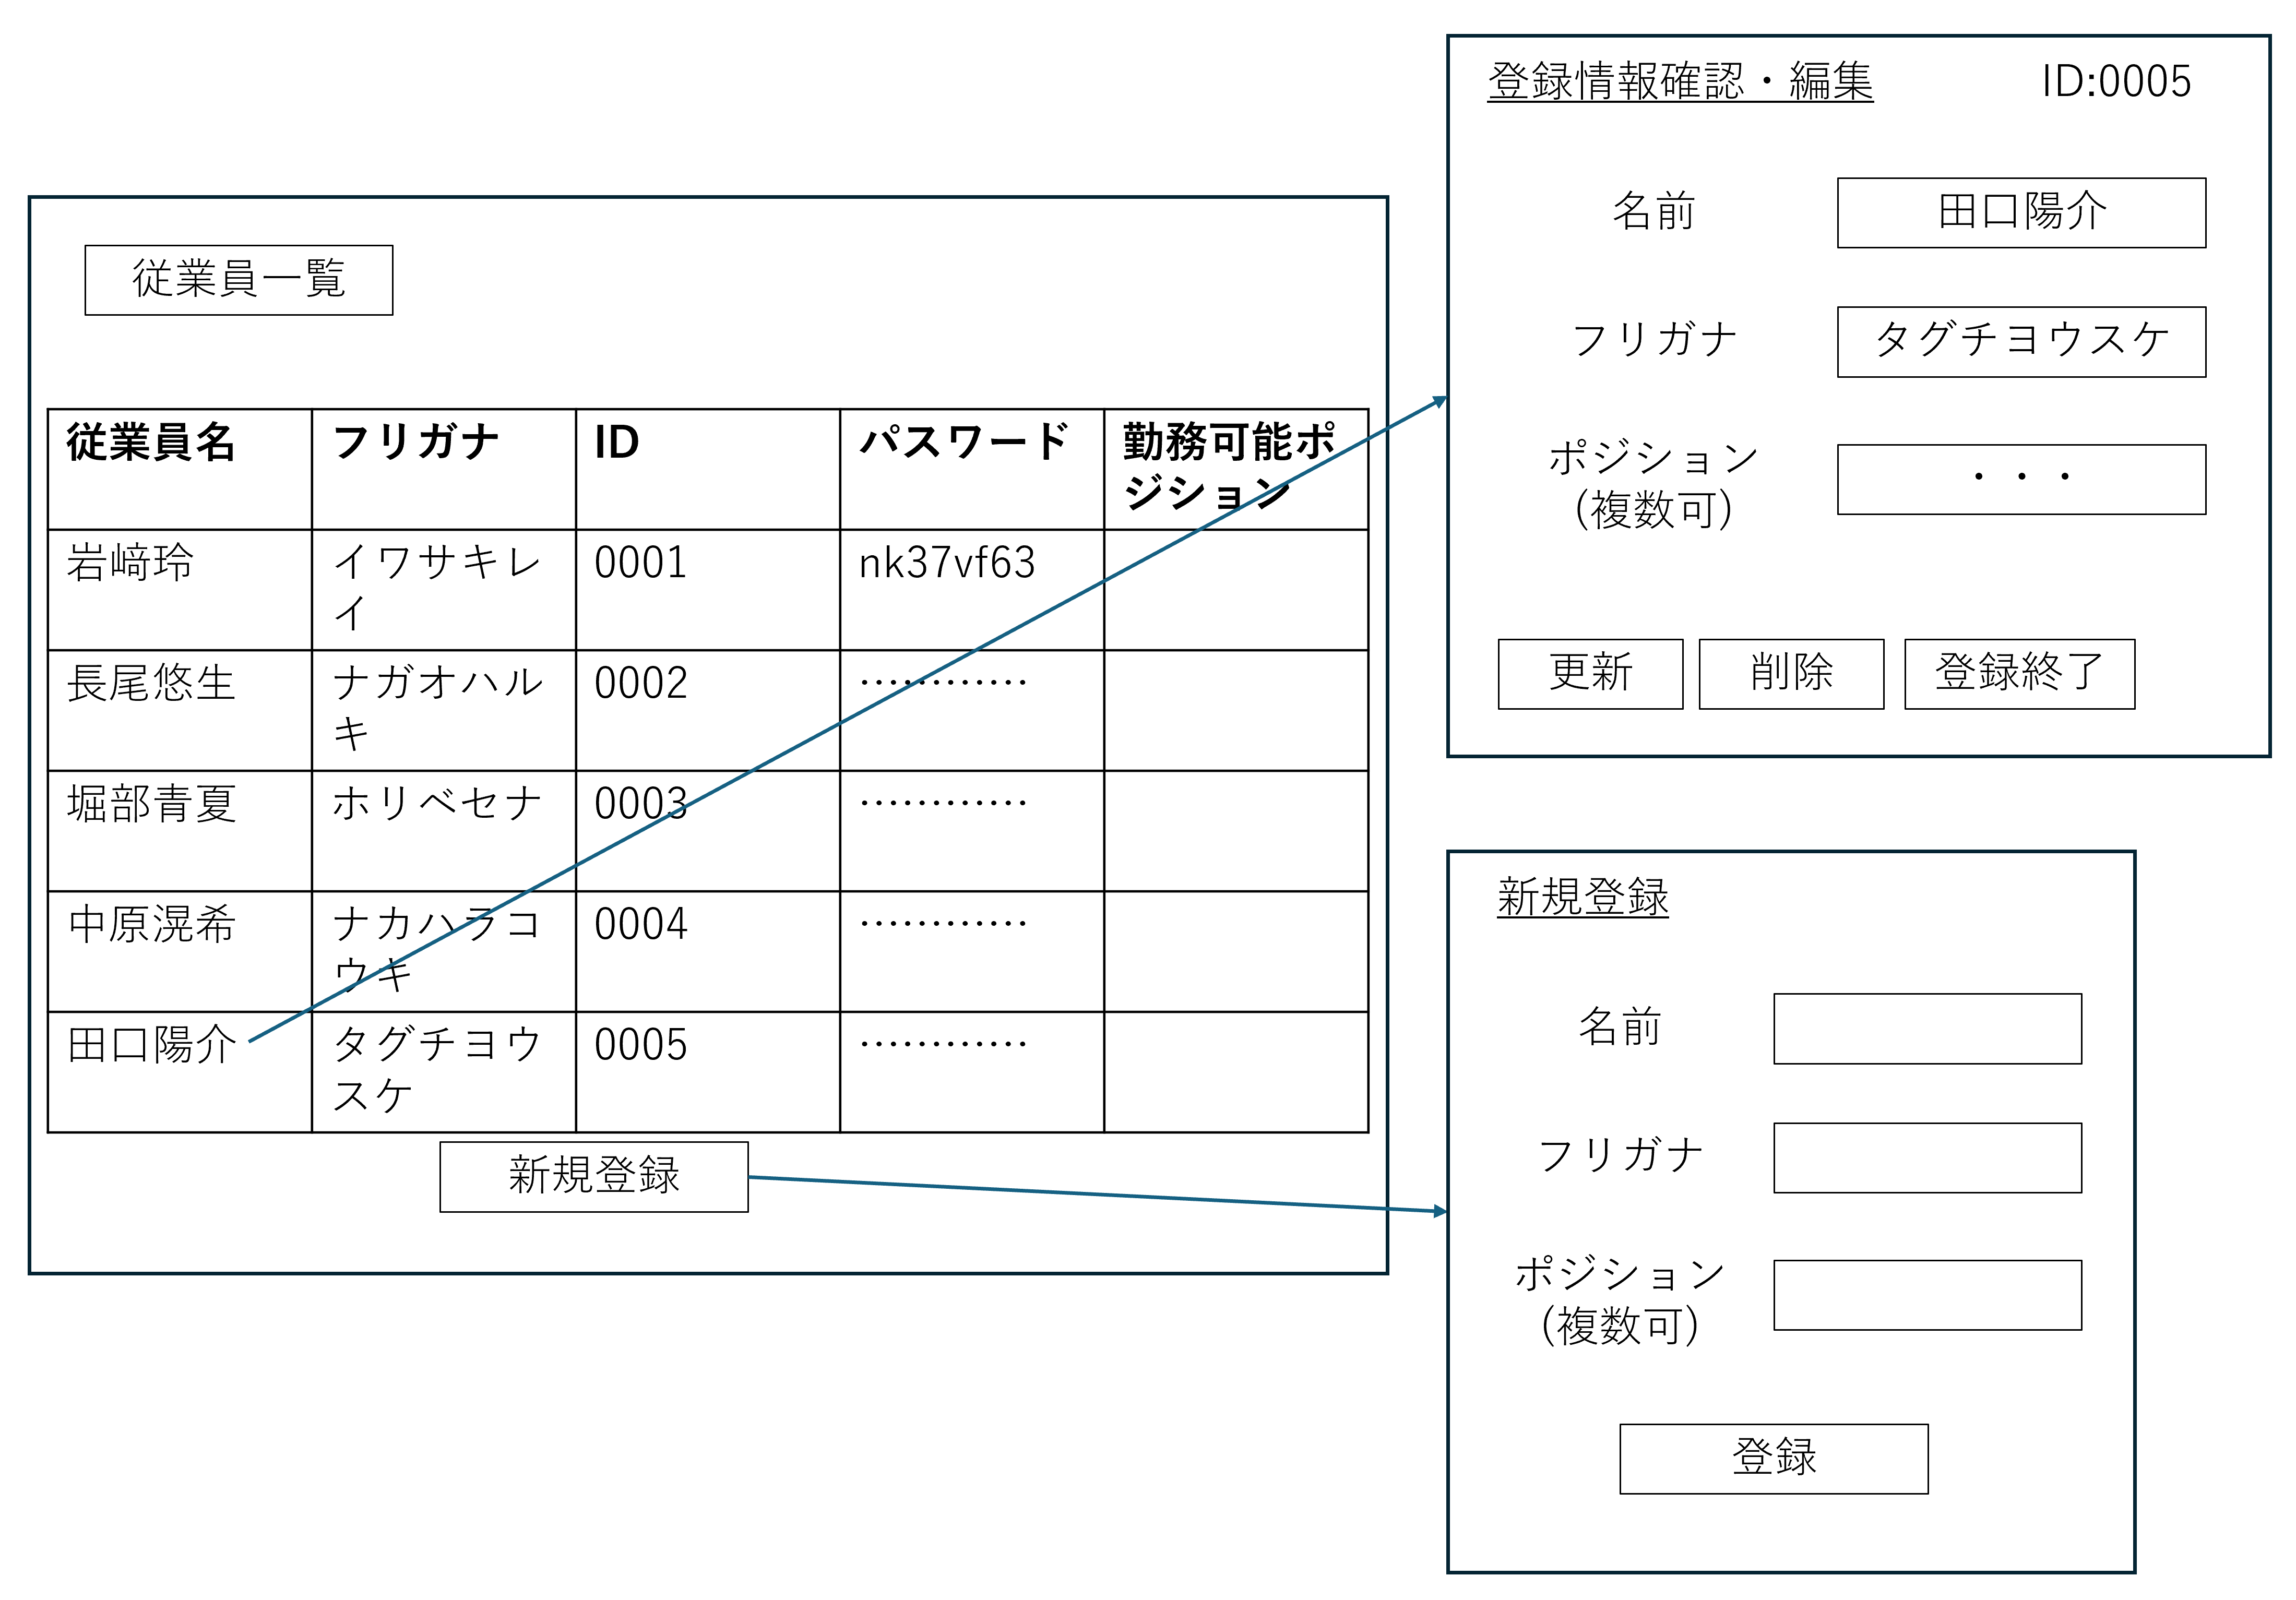 従業員一覧
従業員名 フリガナ ID パスワード 勤務可能ポ
ジション
岩﨑玲 イワサキレ 0001 nk37vf63
イ
長尾悠生 ナガオハル 0002 …………
キ
堀部青夏 ホリベセナ 0003 …………
中原滉希 ナカハラコ 0004 …………
ウキ
田口陽介 タグチヨウ 0005 …………
スケ
新規登録
登録情報確認・編集 ID:0005
名前 田口陽介
フリガナ タグチヨウスケ
ポジション
(複数可)
・・・
更新 削除 登録終了
新規登録
名前
フリガナ
ポジション
(複数可)
登録